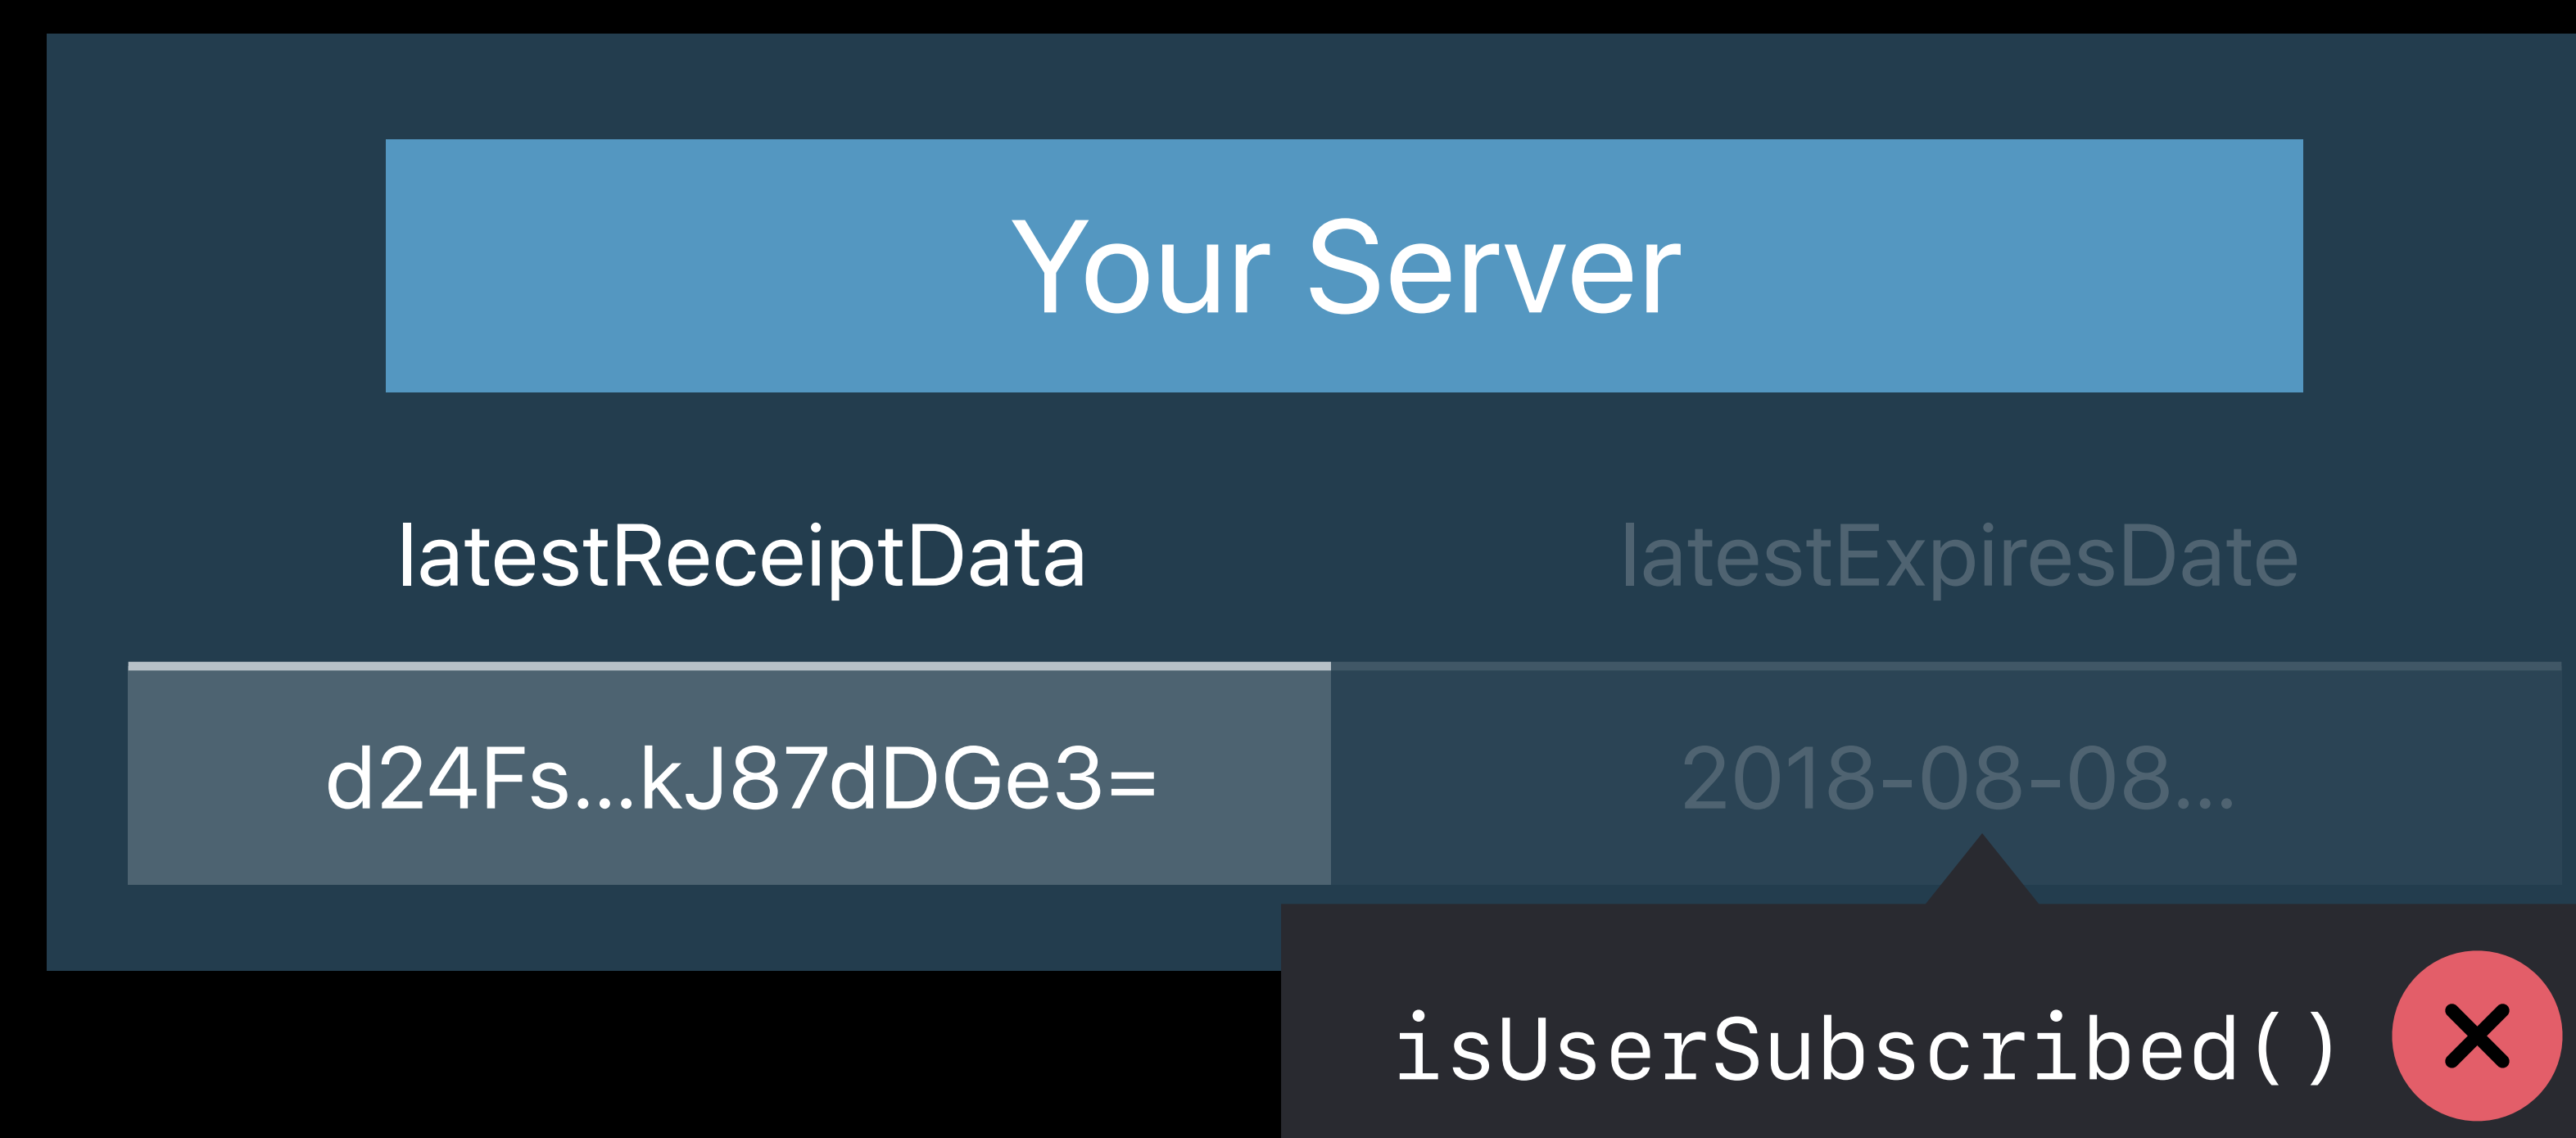 Your Server
latestReceiptData latestExpiresDate
d24Fs...kJ87dDGe3= 2018-08-08...
isUserSubscribed()